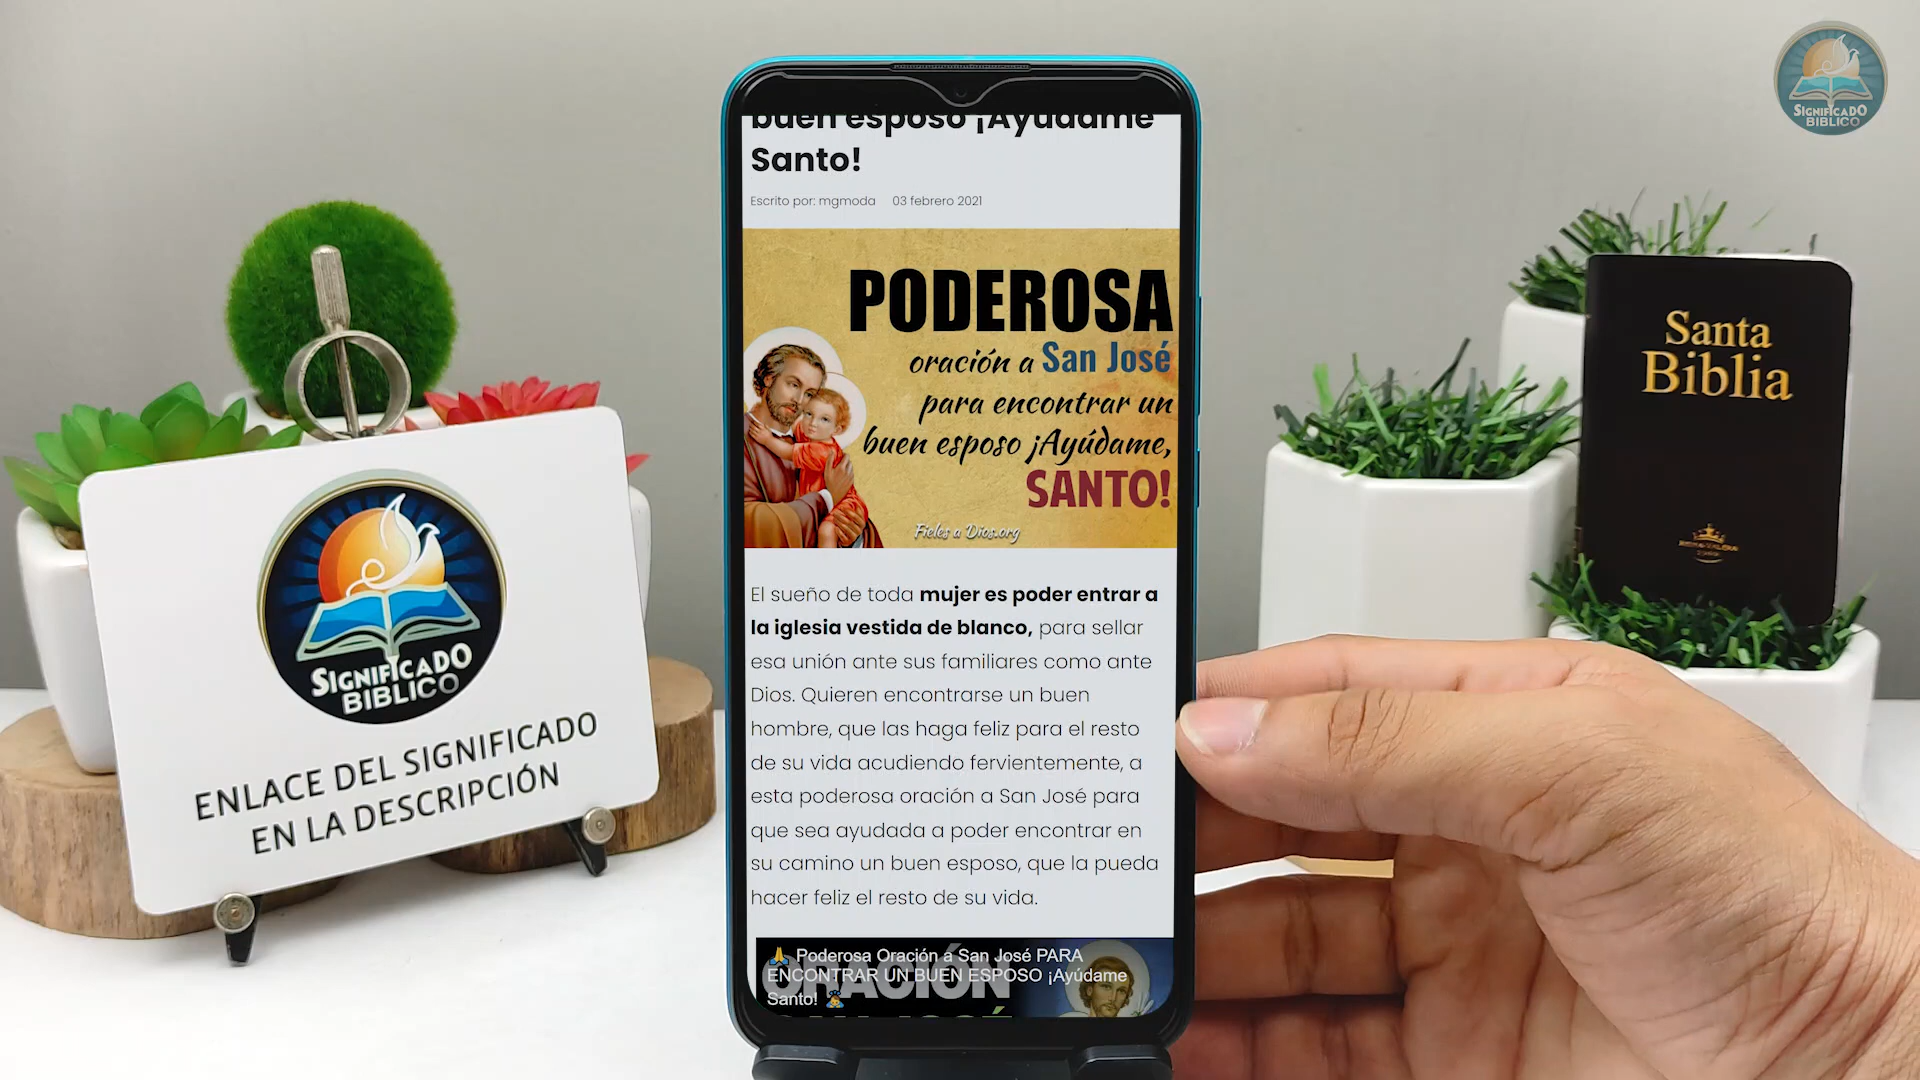 SIGNIFICADO
BIBLICO
buen esposo ¡Ayúdame
Santo!
Escrito por: mgmoda 03 febrero 2021
PODEROSA
oración a San José
para encontrar un
buen esposo ¡Ayúdame,
SANTO!
Fieles a Dios.org
El sueño de toda mujer es poder entrar a
la iglesia vestida de blanco, para sellar
esa unión ante sus familiares como ante
Dios. Quieren encontrarse un buen
hombre, que las haga feliz para el resto
de su vida acudiendo fervientemente, a
esta poderosa oración a San José para
que sea ayudada a poder encontrar en
su camino un buen esposo, que la pueda
hacer feliz el resto de su vida.
🙏 Poderosa Oración a San José PARA
ENCONTRAR UN BUEN ESPOSO ¡Ayúdame
Santo!
ORACIÓN
SIGNIFICADO
BIBLICO
ENLACE DEL SIGNIFICADO
EN LA DESCRIPCIÓN
Santa
Biblia